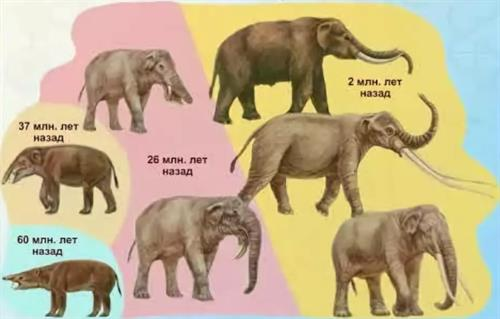 2 млн. лет
назад
37 млн. лет
назад
26 млн. лет
назад
60 млн. лет
назад